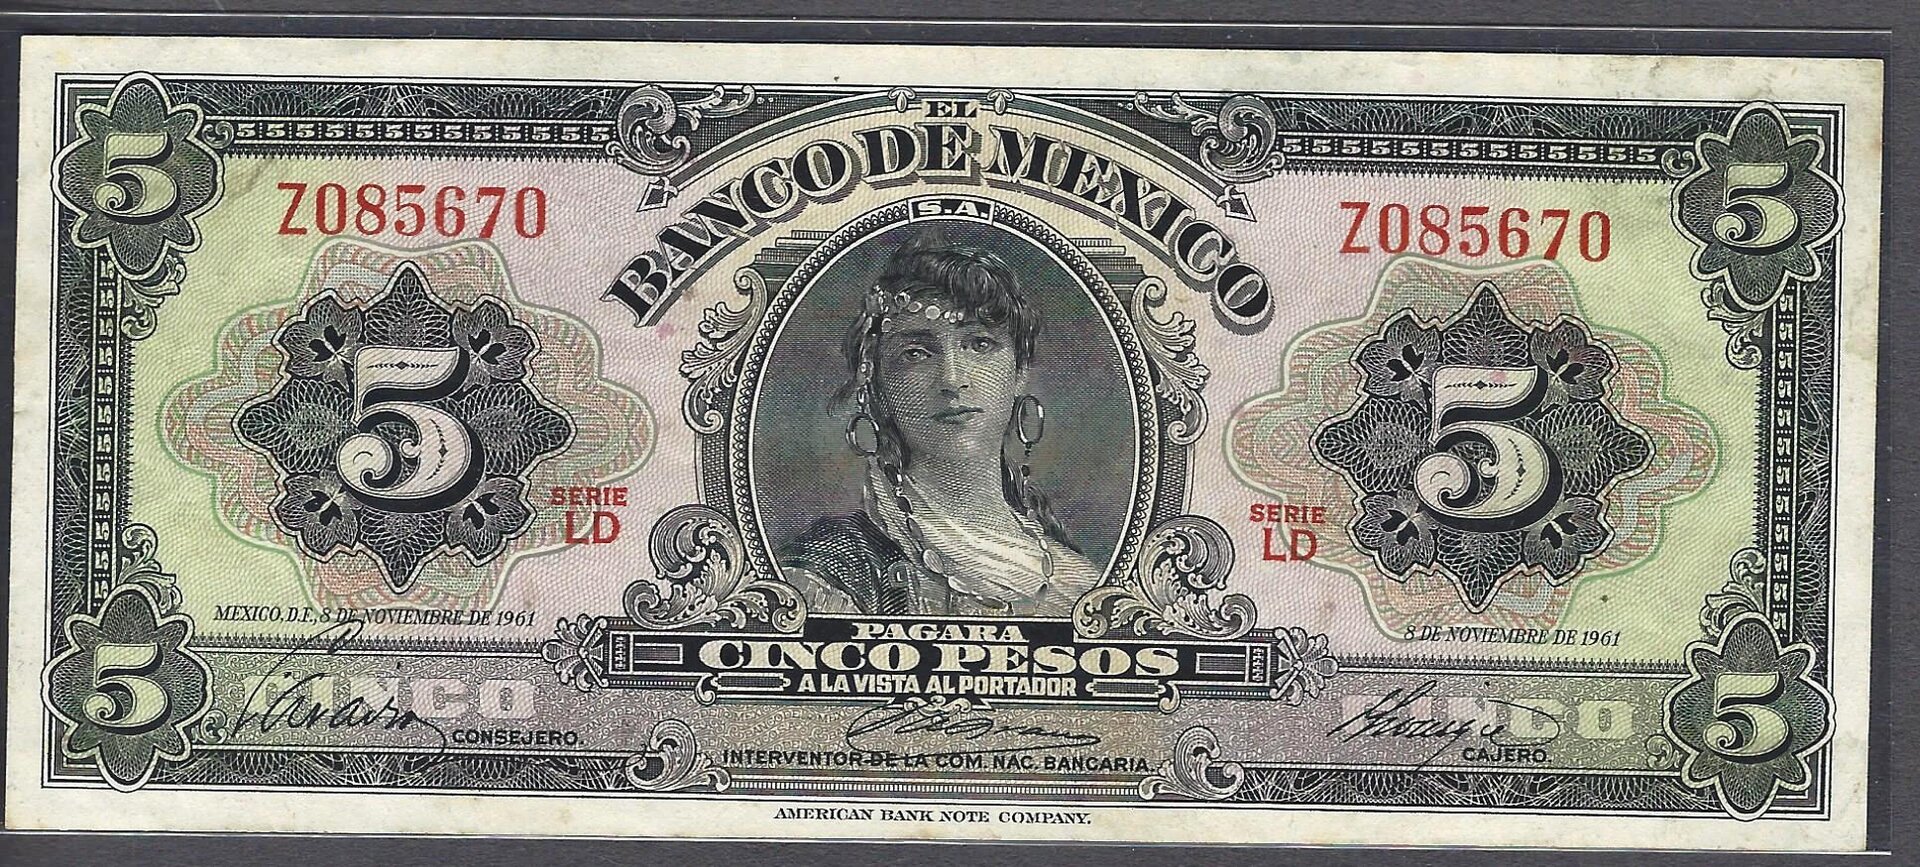 5
5
EL
BANCO DE MEXICO
S.A.
Z085670
Z085670
5
5
SERIE
LD
SERIE
LD
MEXICO, D.F., 8 DE NOVIEMBRE DE 1961
8 DE NOVIEMBRE DE 1961
PAGARA
CINCO PESOS
A LA VISTA AL PORTADOR
5
CINCO
CINCO
5
CONSEJERO.
INTERVENTOR DE LA COM. NAC. BANCARIA.
CAJERO.
AMERICAN BANK NOTE COMPANY.